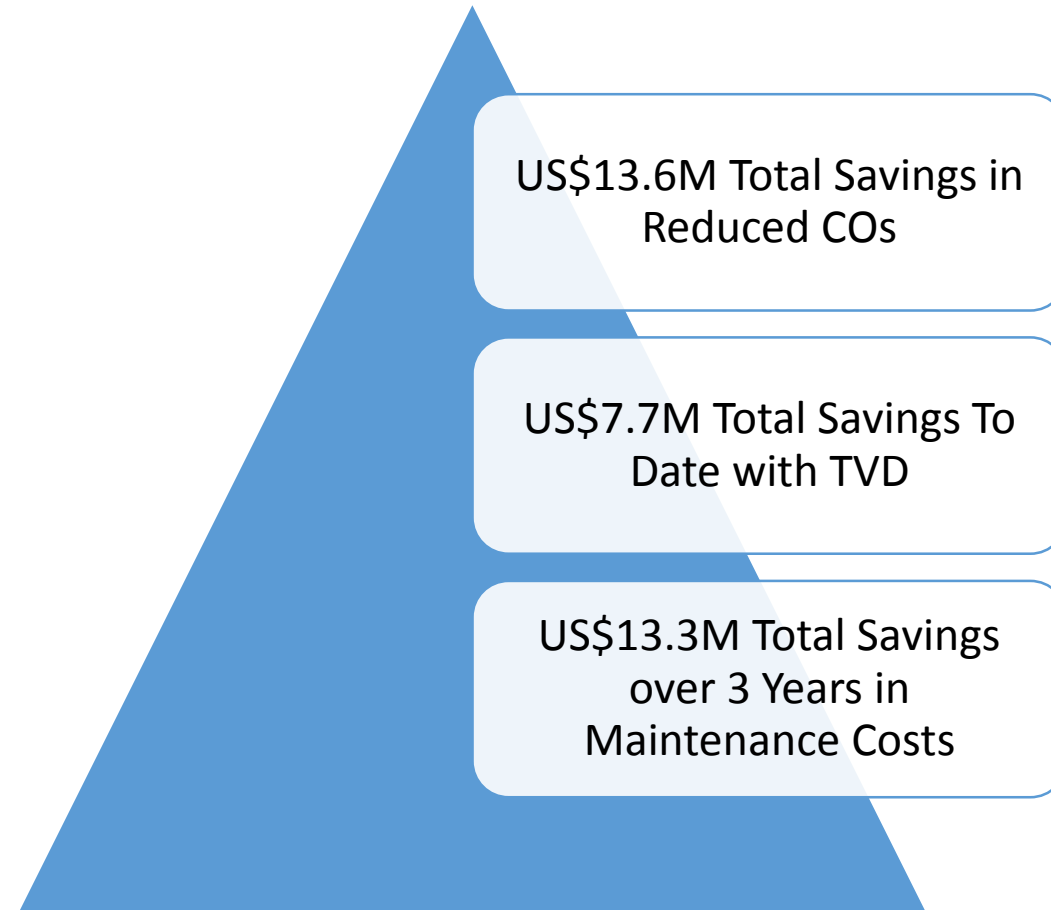 US$13.6M Total Savings in
Reduced COs
US$7.7M Total Savings To
Date with TVD
US$13.3M Total Savings
over 3 Years in
Maintenance Costs